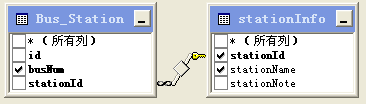 Bus_Station
* (所有列)
id
busNum
stationId
stationInfo
* (所有列)
stationId
stationName
stationNote